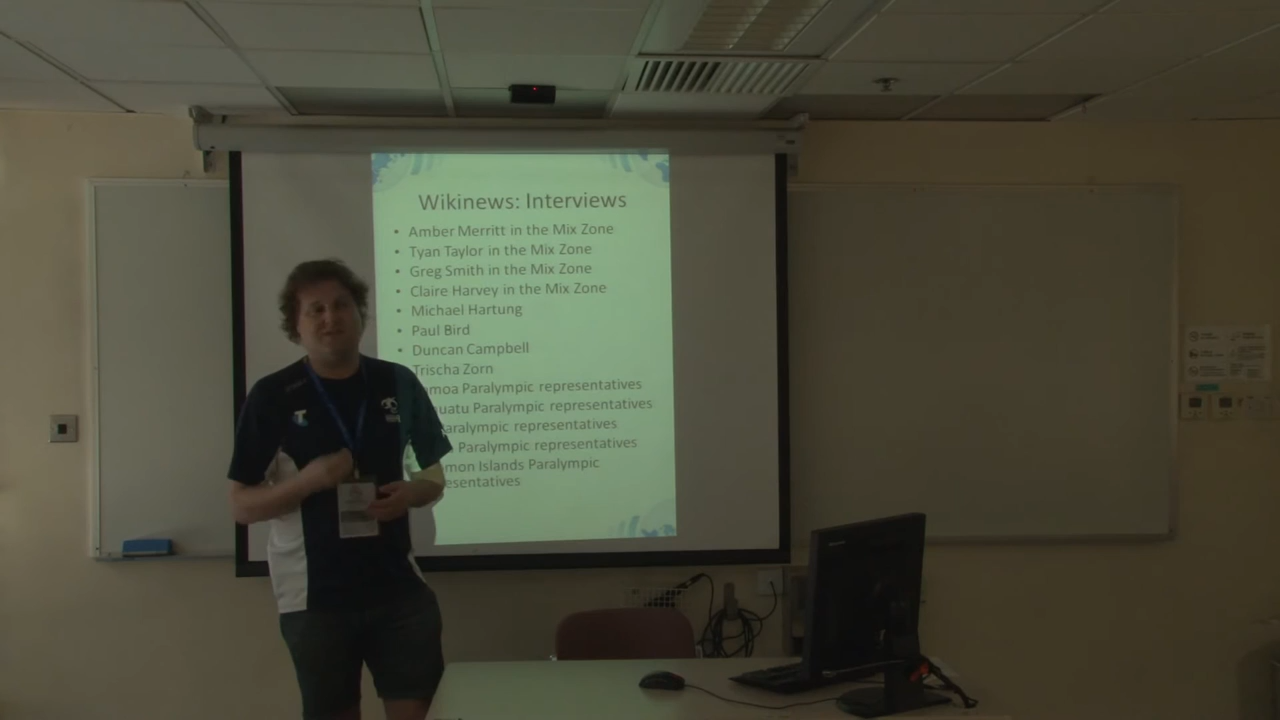 Wikinews: Interviews
• Amber Merritt in the Mix Zone
• Tyan Taylor in the Mix Zone
• Greg Smith in the Mix Zone
• Claire Harvey in the Mix Zone
• Michael Hartung
• Paul Bird
• Duncan Campbell
Trischa Zorn
Paralympic representatives
Paralympic representatives
representatives
Paralympic representatives
Islands Paralympic